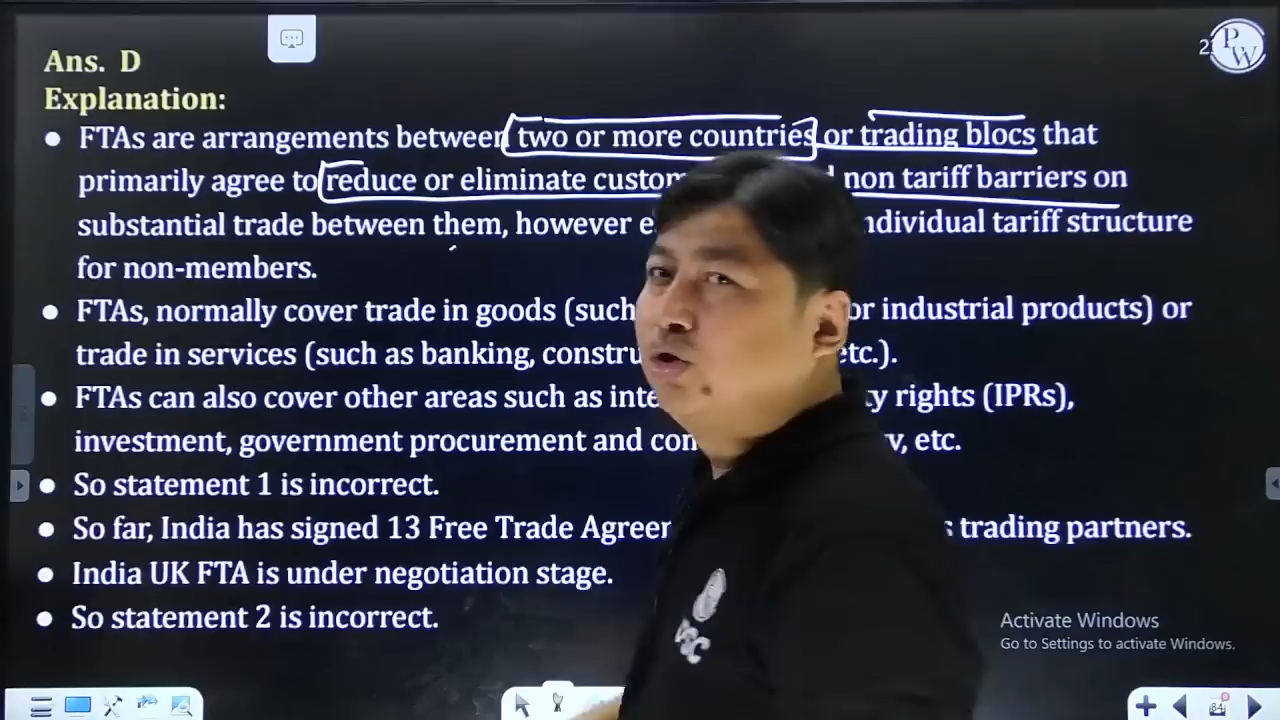 Ans. D
PW
2
Explanation:
• FTAs are arrangements between two or more countries or trading blocs that
primarily agree to reduce or eliminate non tariff barriers on
substantial trade between them, however individual tariff structure
for non-members.
• FTAs, normally cover trade in goods (such or industrial products) or
trade in services (such as banking, etc.).
• FTAs can also cover other areas such as rights (IPRs),
investment, government procurement and etc.
• So statement 1 is incorrect.
• So far, India has signed 13 Free Trade trading partners.
• India UK FTA is under negotiation stage.
• So statement 2 is incorrect.
Activate Windows
Go to Settings to activate Windows.
84